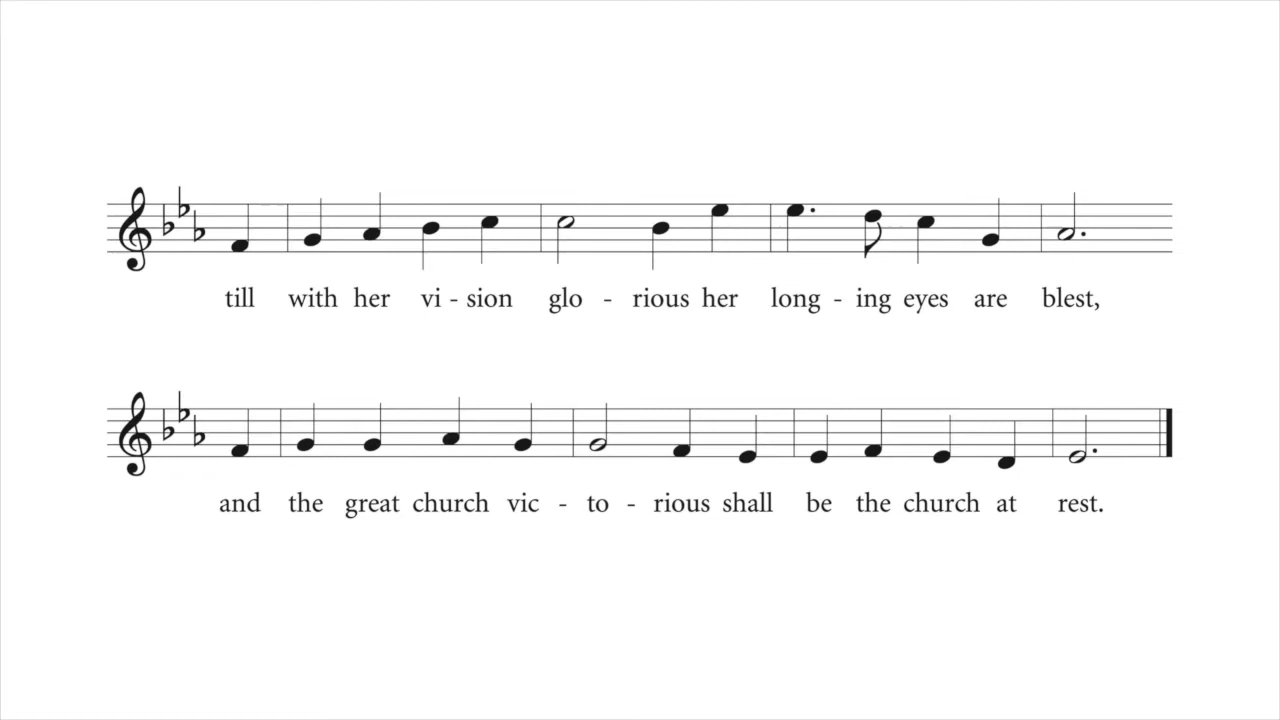 till with her vi - sion glo - rious her long - ing eyes are blest,
and the great church vic - to - rious shall be the church at rest.